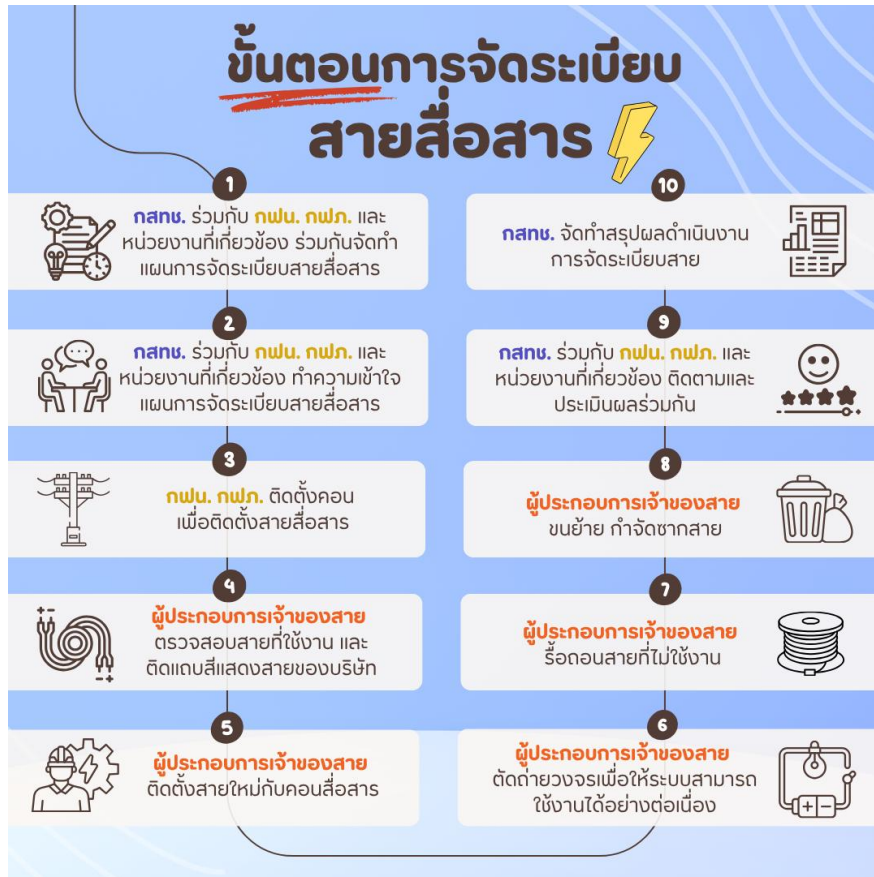 ขั้นตอนการจัดระเบียบ
สายสื่อสาร
1
กสทช. ร่วมกับ กฟน. กฟภ. และ
หน่วยงานที่เกี่ยวข้อง ร่วมกันจัดทำ
แผนการจัดระเบียบสายสื่อสาร
2
กสทช. ร่วมกับ กฟน. กฟภ. และ
หน่วยงานที่เกี่ยวข้อง ทำความเข้าใจ
แผนการจัดระเบียบสายสื่อสาร
3
กฟน. กฟภ. ติดตั้งคอน
เพื่อติดตั้งสายสื่อสาร
4
ผู้ประกอบการเจ้าของสาย
ตรวจสอบสายที่ใช้งาน และ
ติดแถบสีแสดงสายของบริษัท
5
ผู้ประกอบการเจ้าของสาย
ติดตั้งสายใหม่กับคอนสื่อสาร
6
ผู้ประกอบการเจ้าของสาย
ตัดถ่ายวงจรเพื่อให้ระบบสามารถ
ใช้งานได้อย่างต่อเนื่อง
7
ผู้ประกอบการเจ้าของสาย
รื้อถอนสายที่ไม่ใช้งาน
8
ผู้ประกอบการเจ้าของสาย
ขนย้าย กำจัดซากสาย
9
กสทช. ร่วมกับ กฟน. กฟภ. และ
หน่วยงานที่เกี่ยวข้อง ติดตามและ
ประเมินผลร่วมกัน
10
กสทช. จัดทำสรุปผลดำเนินงาน
การจัดระเบียบสาย